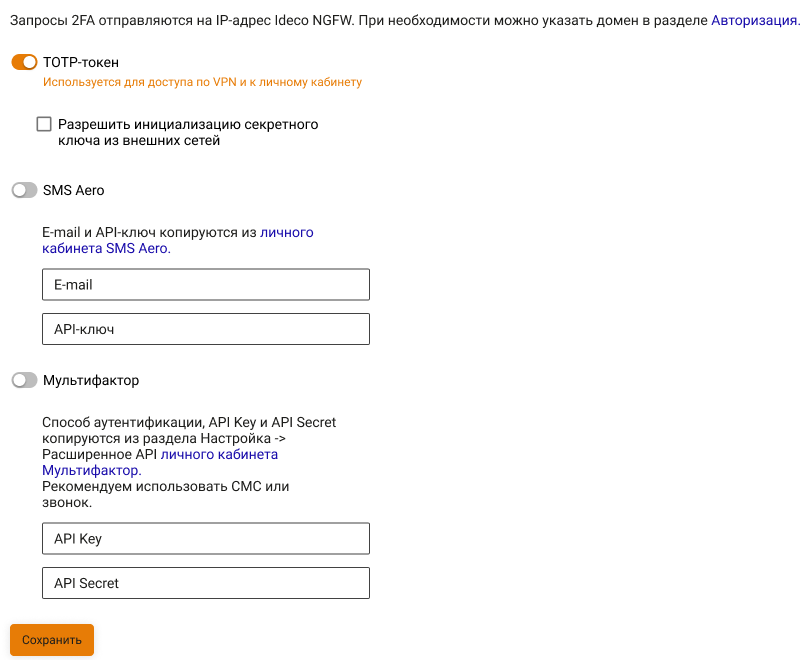 Запросы 2FA отправляются на IP-адрес Ideco NGFW. При необходимости можно указать домен в разделе Авторизация.
TOTP-токен
Используется для доступа по VPN и к личному кабинету
Разрешить инициализацию секретного
ключа из внешних сетей
SMS Aero
E-mail и API-ключ копируются из личного
кабинета SMS Aero.
E-mail
API-ключ
Мультифактор
Способ аутентификации, API Key и API Secret
копируются из раздела Настройка ->
Расширенное API личного кабинета
Мультифактор.
Рекомендуем использовать СМС или
звонок.
API Key
API Secret
Сохранить